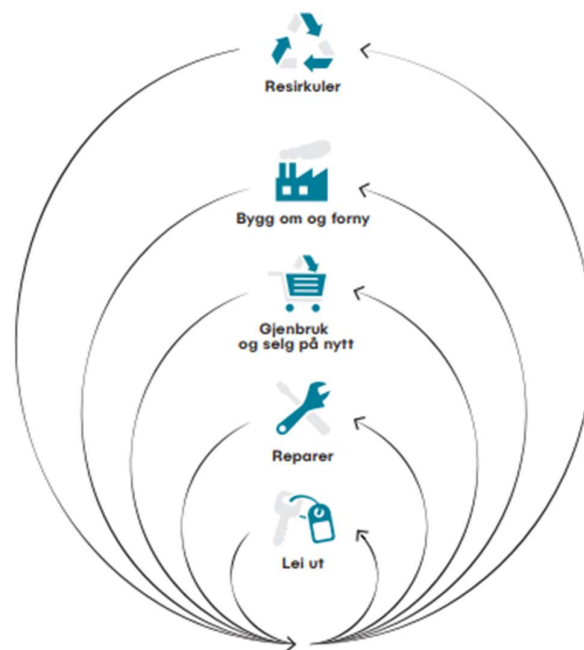 Resirkuler
Bygg om og forny
Gjenbruk
og selg på nytt
Reparer
Lei ut